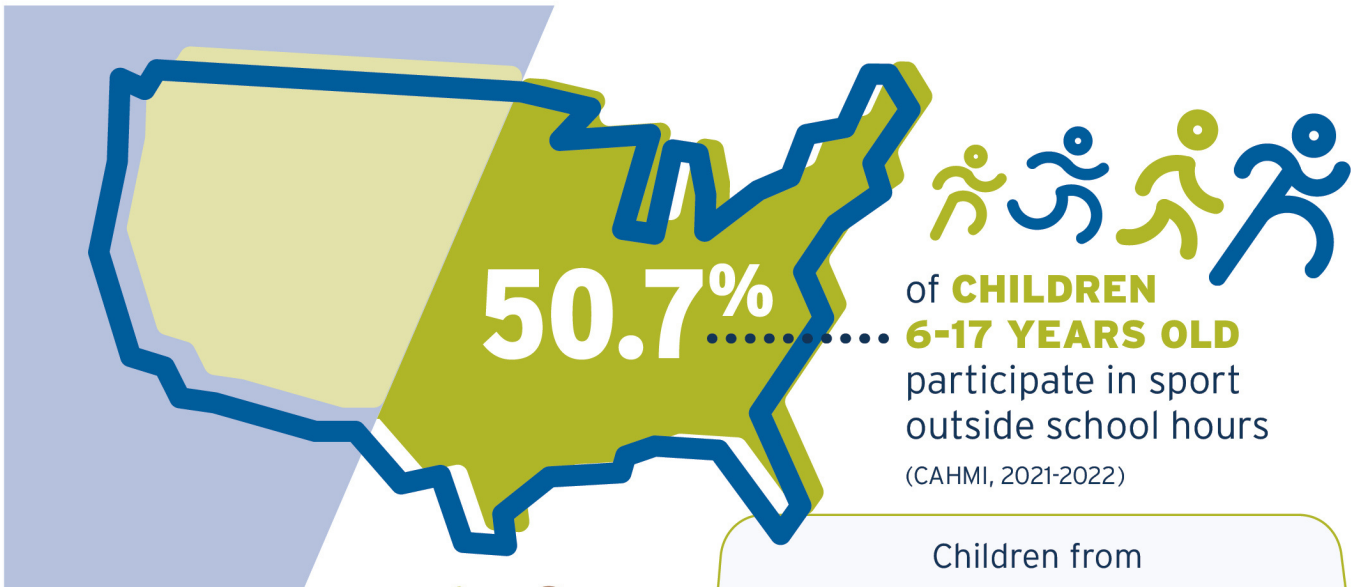 50.7%
of CHILDREN
6-17 YEARS OLD
participate in sport
outside school hours
(CAHMI, 2021-2022)
Children from